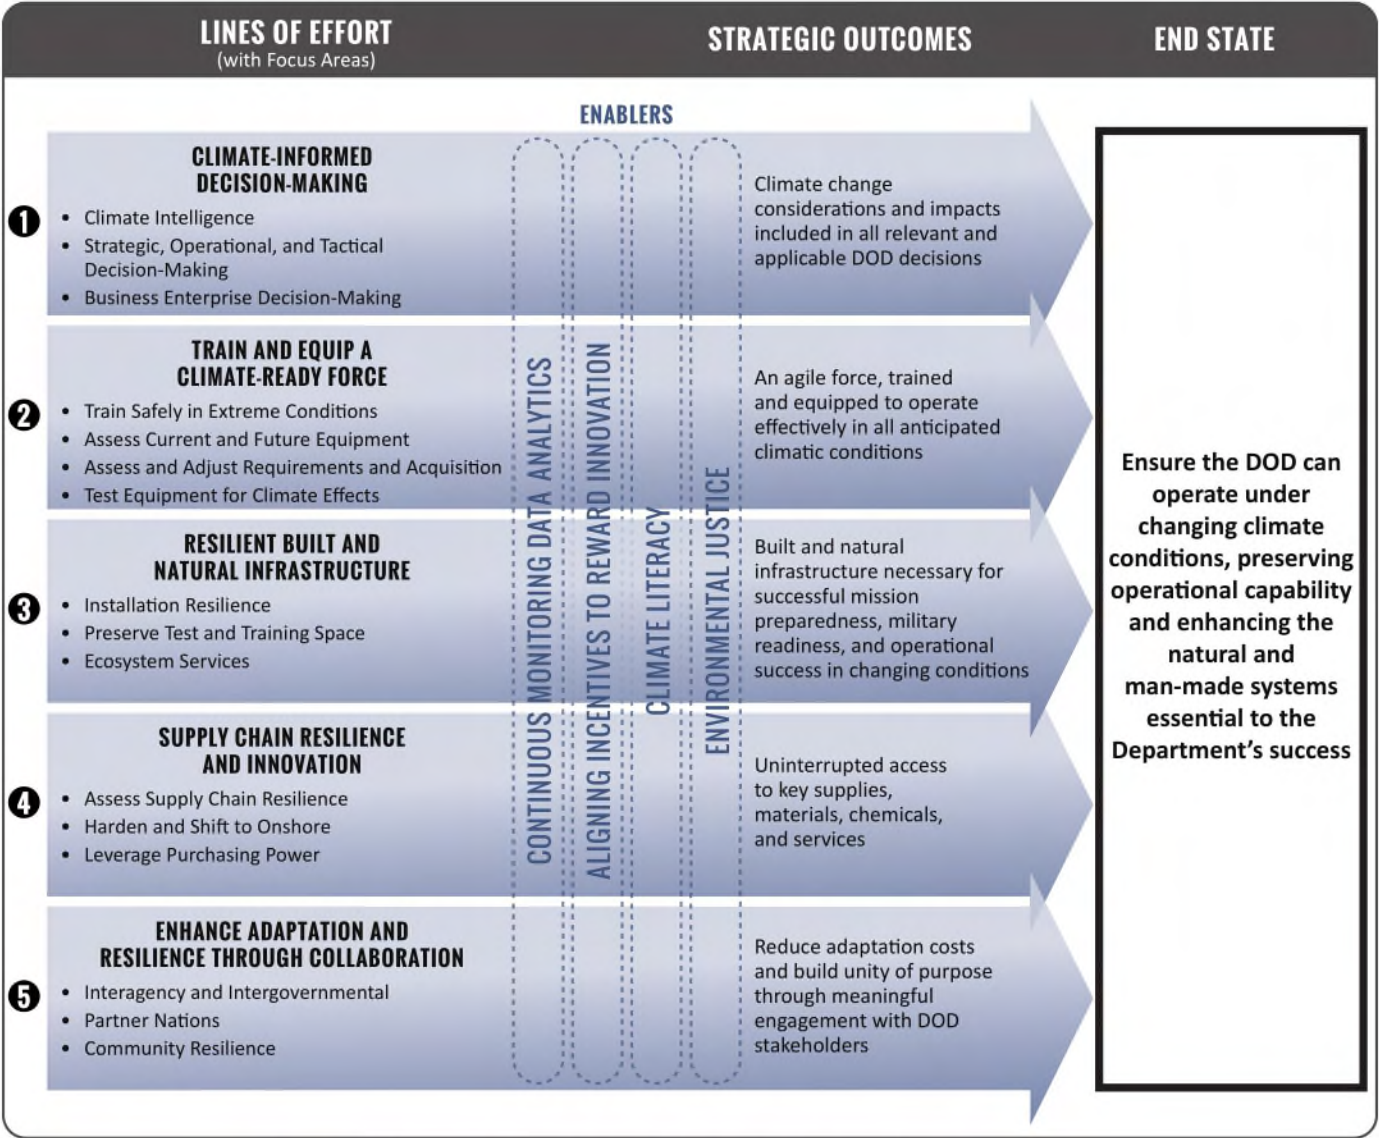 LINES OF EFFORT
(with Focus Areas)
STRATEGIC OUTCOMES
END STATE
ENABLERS
1
CLIMATE-INFORMED
DECISION-MAKING
• Climate Intelligence
• Strategic, Operational, and Tactical
Decision-Making
• Business Enterprise Decision-Making
Climate change
considerations and impacts
included in all relevant and
applicable DOD decisions
2
TRAIN AND EQUIP A
CLIMATE-READY FORCE
• Train Safely in Extreme Conditions
• Assess Current and Future Equipment
• Assess and Adjust Requirements and Acquisition
• Test Equipment for Climate Effects
An agile force, trained
and equipped to operate
effectively in all anticipated
climatic conditions
3
RESILIENT BUILT AND
NATURAL INFRASTRUCTURE
• Installation Resilience
• Preserve Test and Training Space
• Ecosystem Services
Built and natural
infrastructure necessary for
successful mission
preparedness, military
readiness, and operational
success in changing conditions
4
SUPPLY CHAIN RESILIENCE
AND INNOVATION
• Assess Supply Chain Resilience
• Harden and Shift to Onshore
• Leverage Purchasing Power
Uninterrupted access
to key supplies,
materials, chemicals,
and services
5
ENHANCE ADAPTATION AND
RESILIENCE THROUGH COLLABORATION
• Interagency and Intergovernmental
• Partner Nations
• Community Resilience
Reduce adaptation costs
and build unity of purpose
through meaningful
engagement with DOD
stakeholders
CONTINUOUS MONITORING DATA ANALYTICS
ALIGNING INCENTIVES TO REWARD INNOVATION
CLIMATE LITERACY
ENVIRONMENTAL JUSTICE
Ensure the DOD can
operate under
changing climate
conditions, preserving
operational capability
and enhancing the
natural and
man-made systems
essential to the
Department’s success